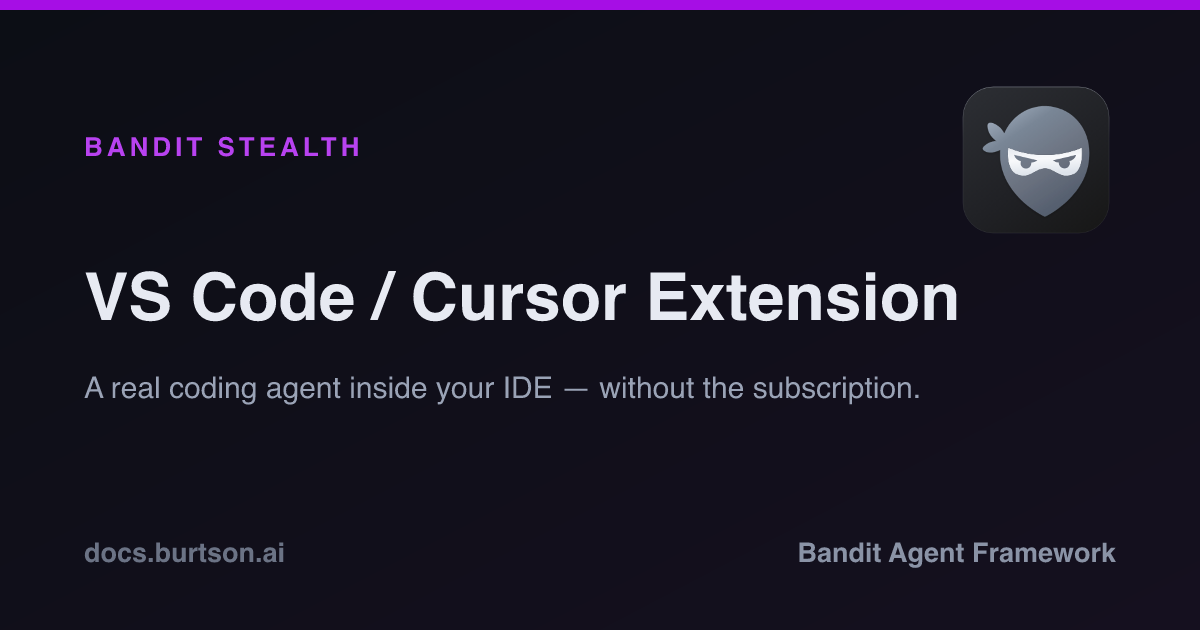 BANDIT STEALTH
VS Code / Cursor Extension
A real coding agent inside your IDE — without the subscription.
docs.burtson.ai
Bandit Agent Framework